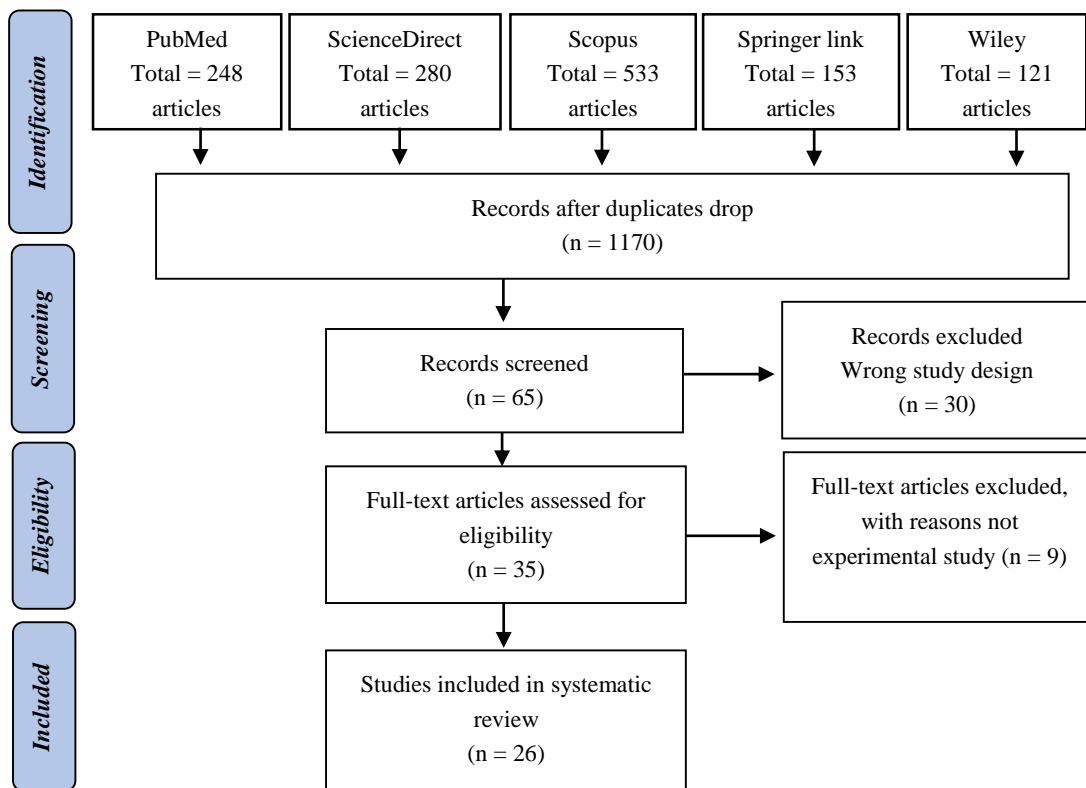 Identification
PubMed
Total = 248
articles
ScienceDirect
Total = 280
articles
Scopus
Total = 533
articles
Springer link
Total = 153
articles
Wiley
Total = 121
articles
Records after duplicates drop
(n = 1170)
Screening
Records screened
(n = 65)
Records excluded
Wrong study design
(n = 30)
Eligibility
Full-text articles assessed for
eligibility
(n = 35)
Full-text articles excluded,
with reasons not
experimental study (n = 9)
Included
Studies included in systematic
review
(n = 26)